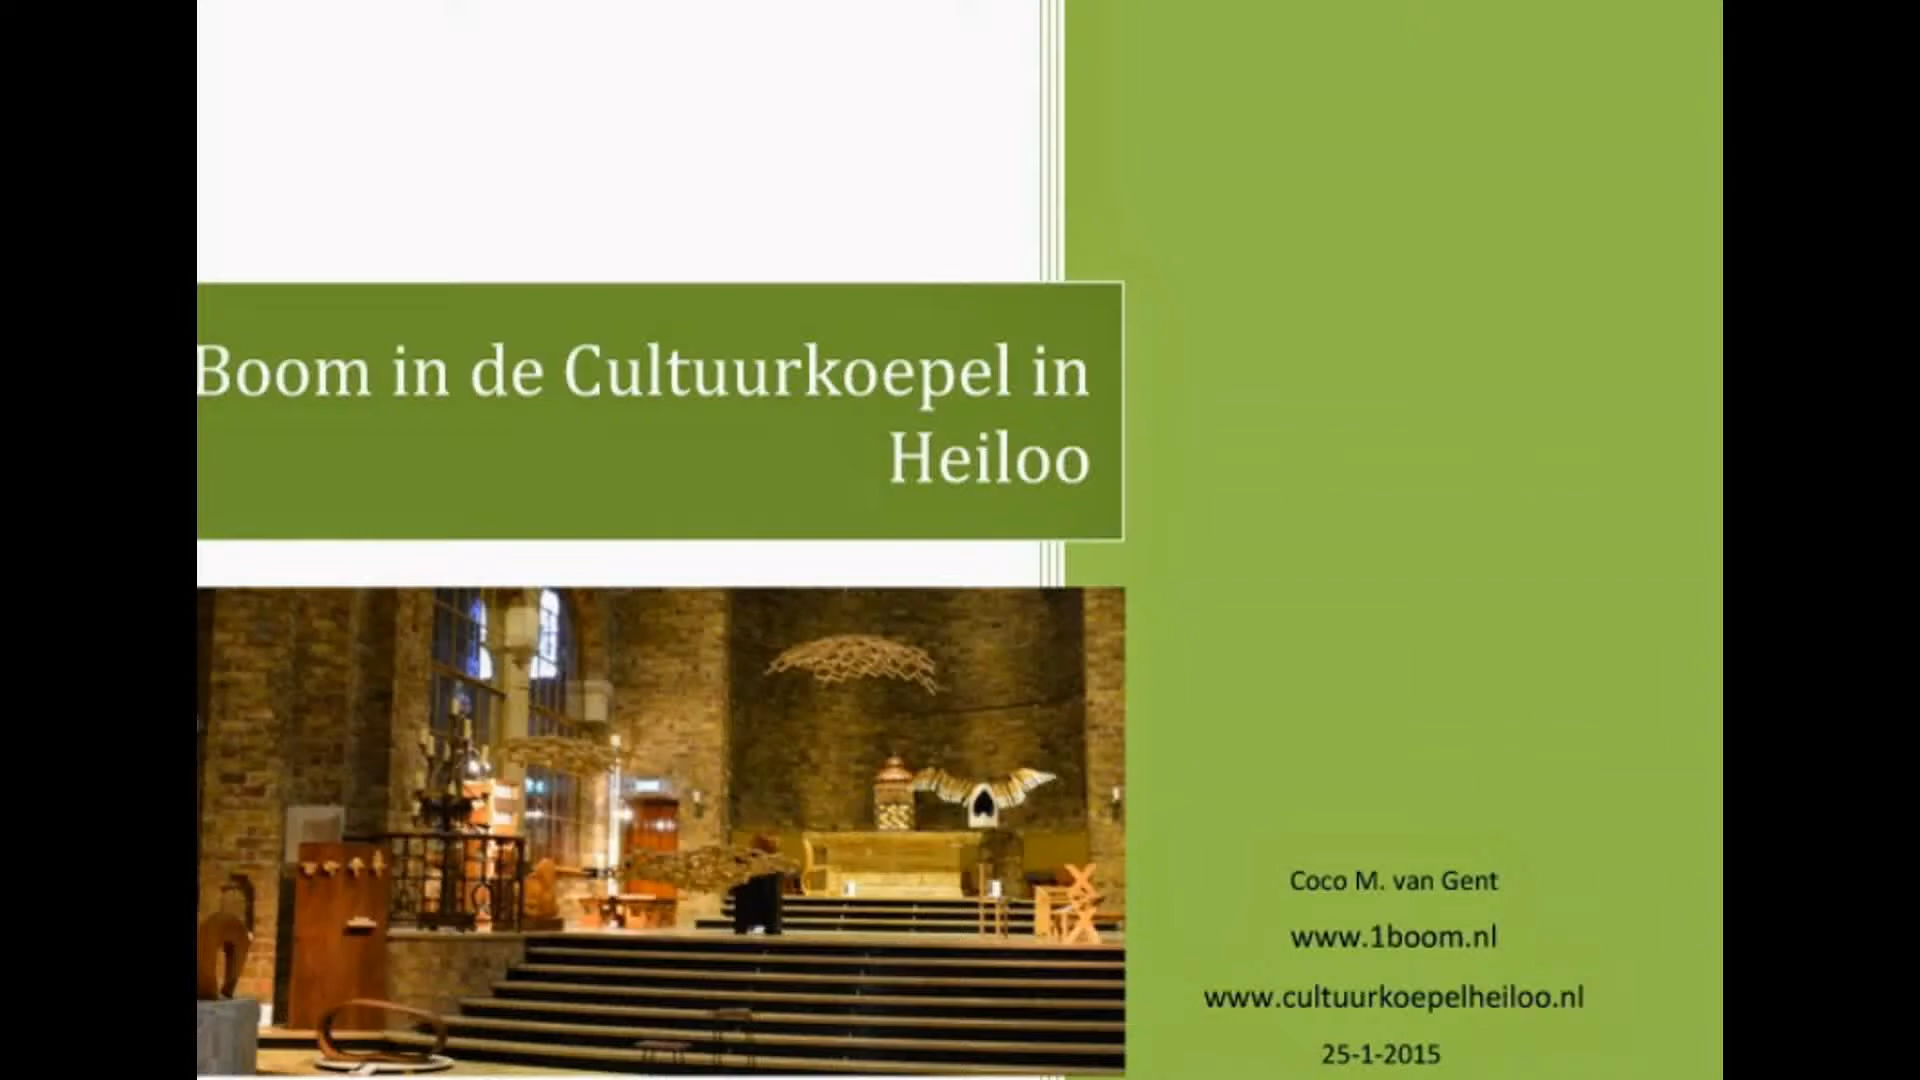 Boom in de Cultuurkoepel in
Heiloo
Coco M. van Gent
www.1boom.nl
www.cultuurkoepelheiloo.nl
25-1-2015